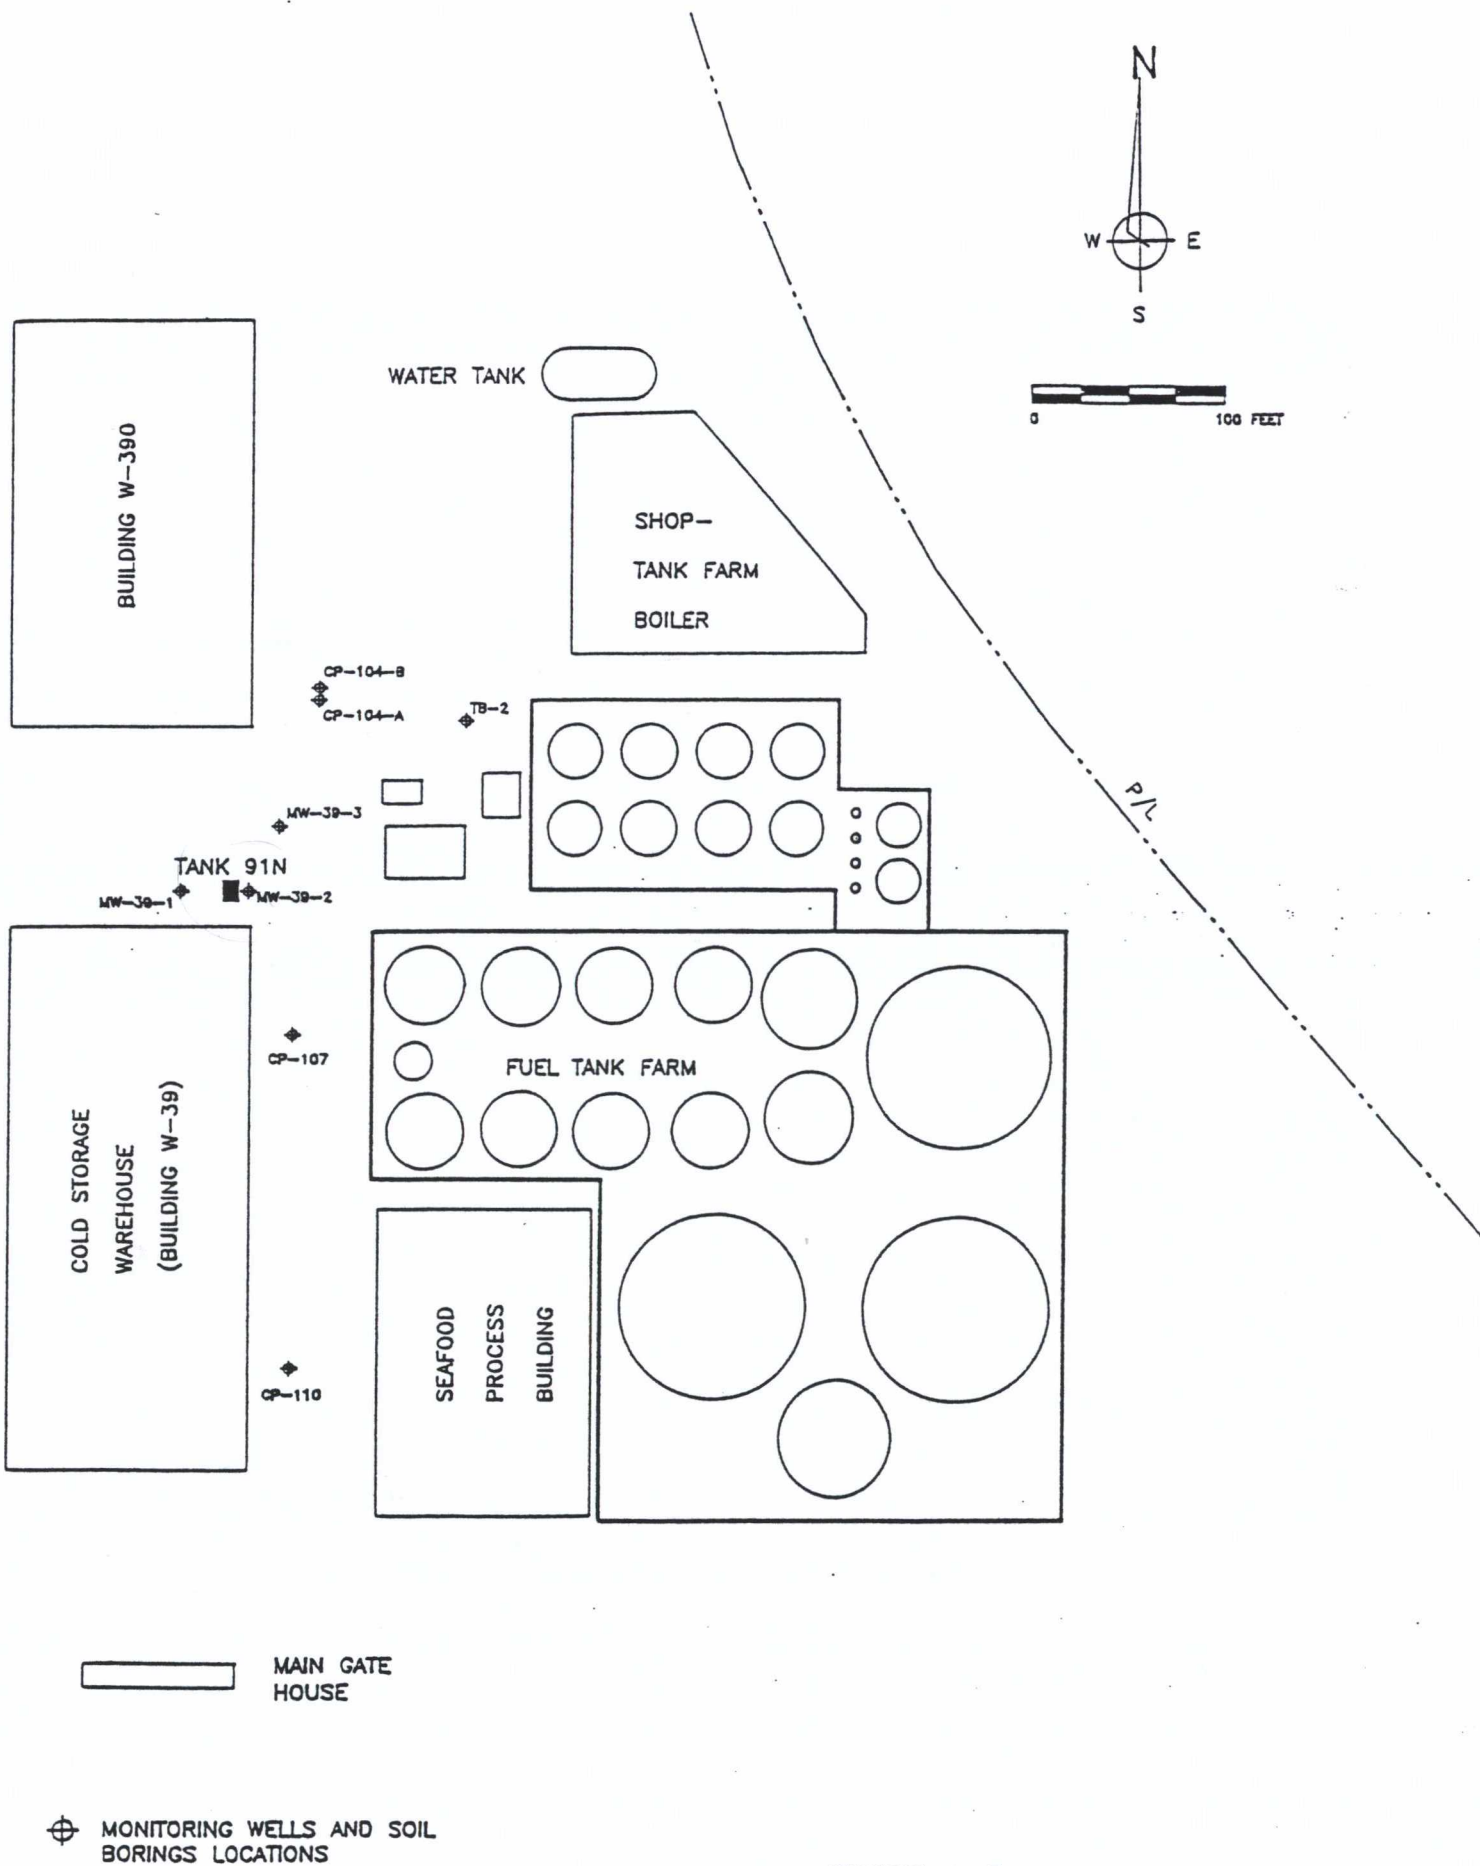 N
W
E
S
0
100 FEET
WATER TANK
BUILDING W-390
SHOP-
TANK FARM
BOILER
CP-104-B
CP-104-A
TB-2
P/L
MW-39-3
TANK 91N
MW-39-1
MW-39-2
CP-107
FUEL TANK FARM
COLD STORAGE
WAREHOUSE
(BUILDING W-39)
SEAFOOD
PROCESS
BUILDING
CP-110
MAIN GATE
HOUSE
MONITORING WELLS AND SOIL
BORINGS LOCATIONS